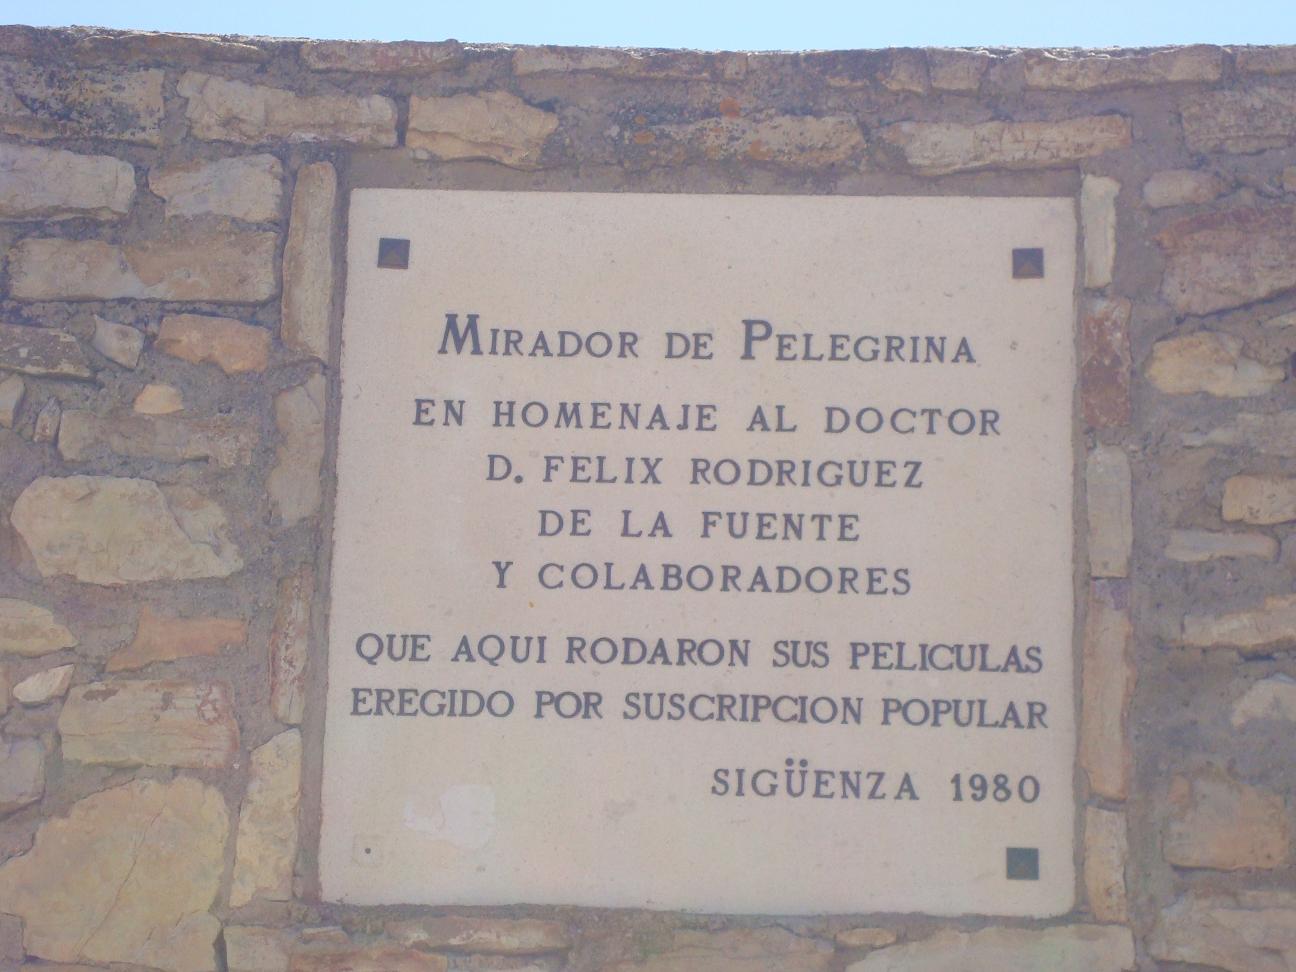 MIRADOR DE PELEGRINA
EN HOMENAJE AL DOCTOR
D. FELIX RODRIGUEZ
DE LA FUENTE
Y COLABORADORES
QUE AQUI RODARON SUS PELICULAS
EREGIDO POR SUSCRIPCION POPULAR
SIGÜENZA 1980